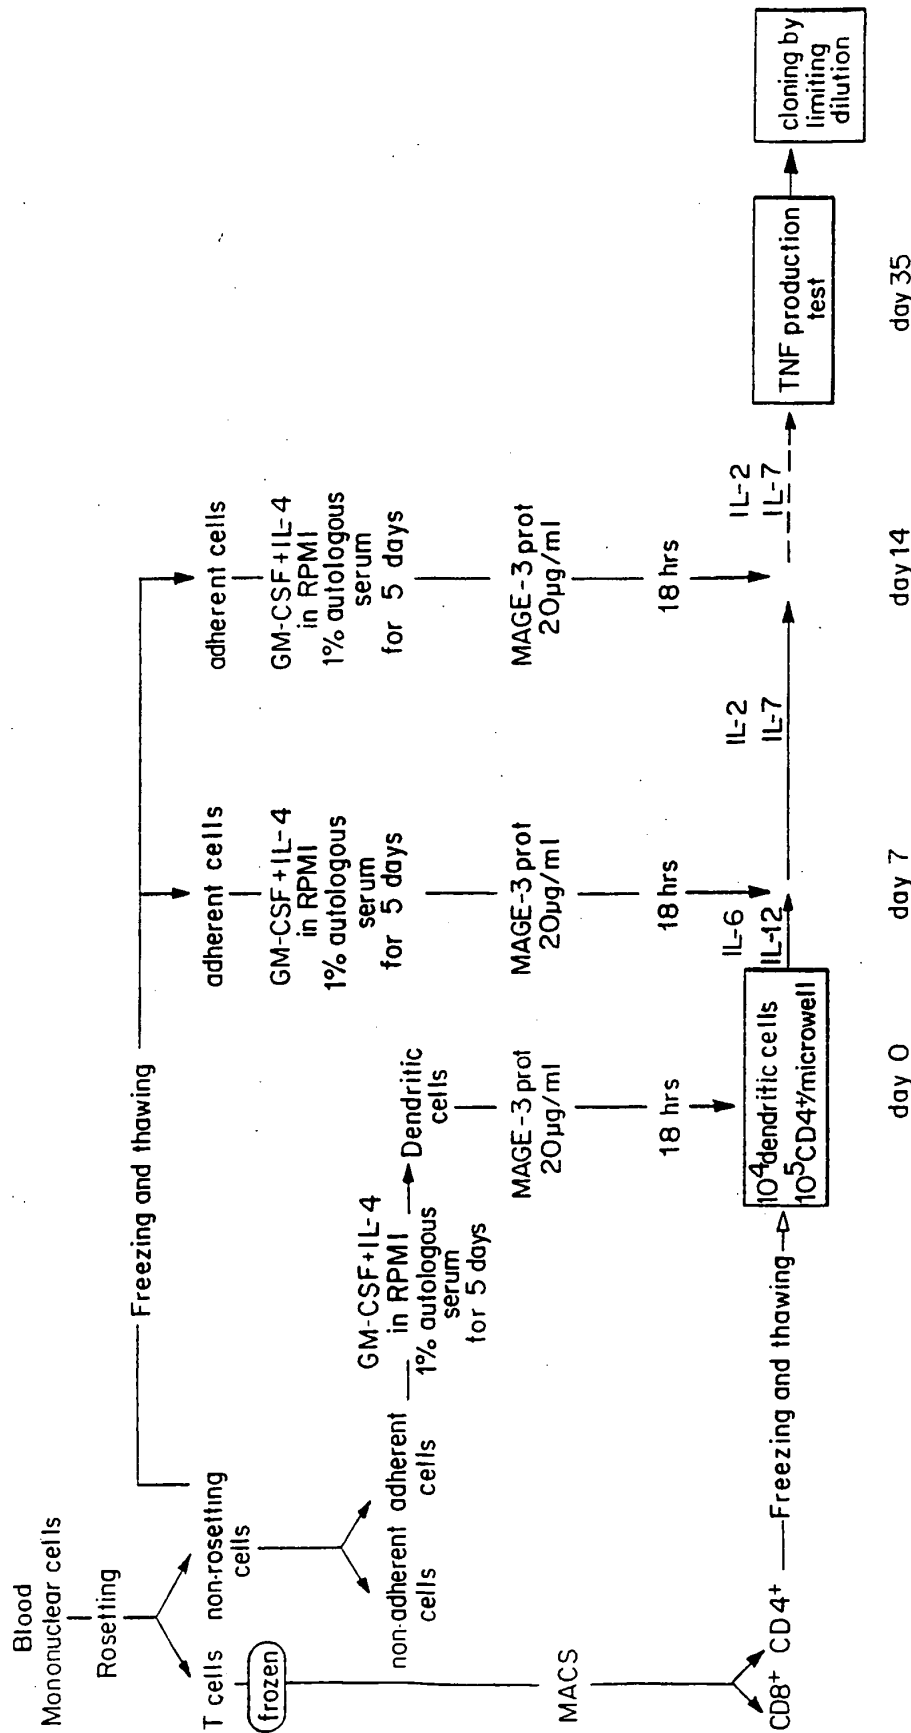 Blood
Mononuclear cells
Rosetting
T cells
non-rosetting
cells
frozen
Freezing and thawing
non-adherent
cells
adherent
cells
GM-CSF+IL-4
in RPMI
1% autologous
serum
for 5 days
Dendritic
cells
MAGE-3 prot
20µg/ml
18 hrs
adherent cells
GM-CSF+IL-4
in RPMI
1% autologous
serum
for 5 days
MAGE-3 prot
20µg/ml
18 hrs
adherent cells
GM-CSF+IL-4
in RPMI
1% autologous
serum
for 5 days
MAGE-3 prot
20µg/ml
18 hrs
MACS
CD8⁺ CD4⁺
Freezing and thawing
10⁴dendritic cells
10⁵CD4⁺/microwell
IL-6
IL-12
IL-2
IL-7
IL-2
IL-7
TNF production
test
cloning by
limiting
dilution
day 0
day 7
day 14
day 35